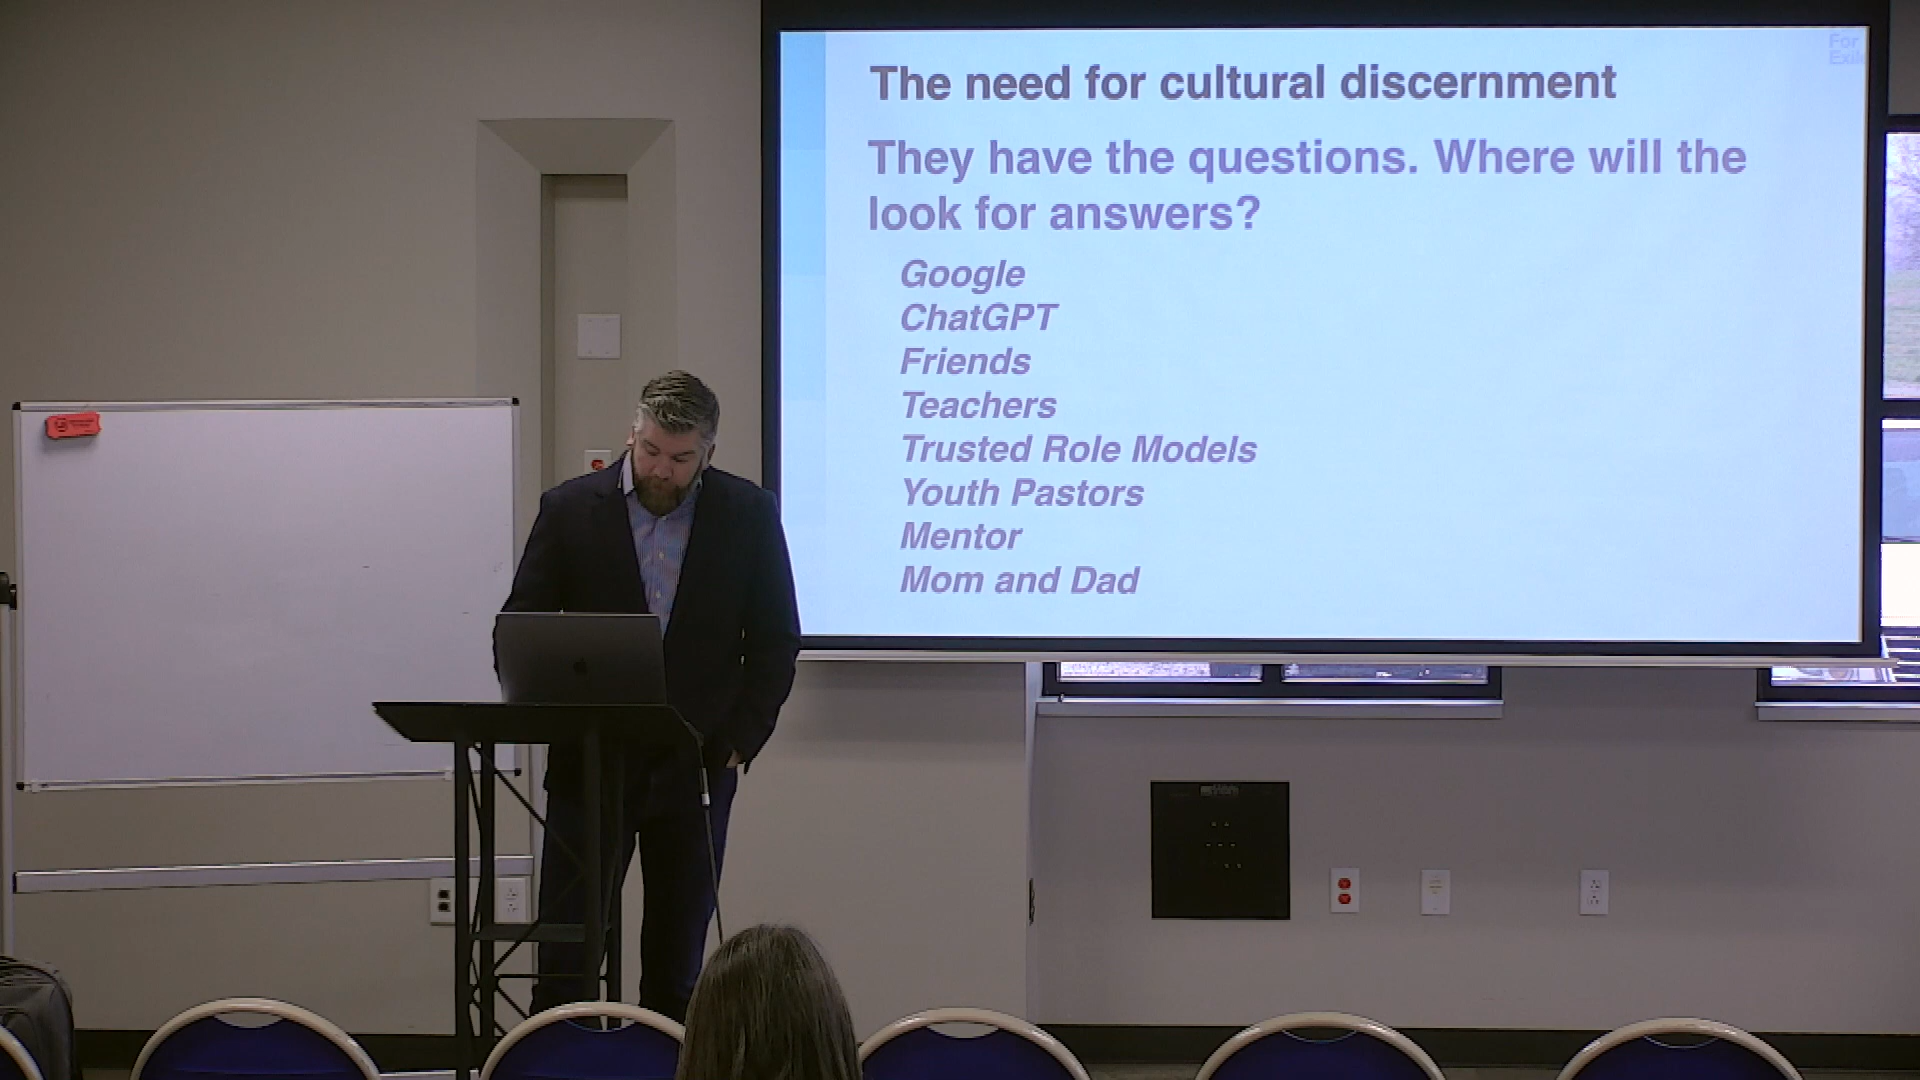 For
The need for cultural discernment
They have the questions. Where will the
look for answers?
Google
ChatGPT
Friends
Teachers
Trusted Role Models
Youth Pastors
Mentor
Mom and Dad